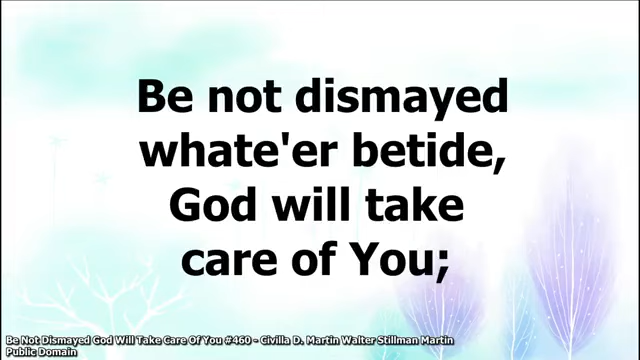 Be not dismayed
whate'er betide,
God will take
care of You;
Be Not Dismayed God Will Take Care Of You #460 - Civilla D. Martin Walter Stillman Martin
Public Domain